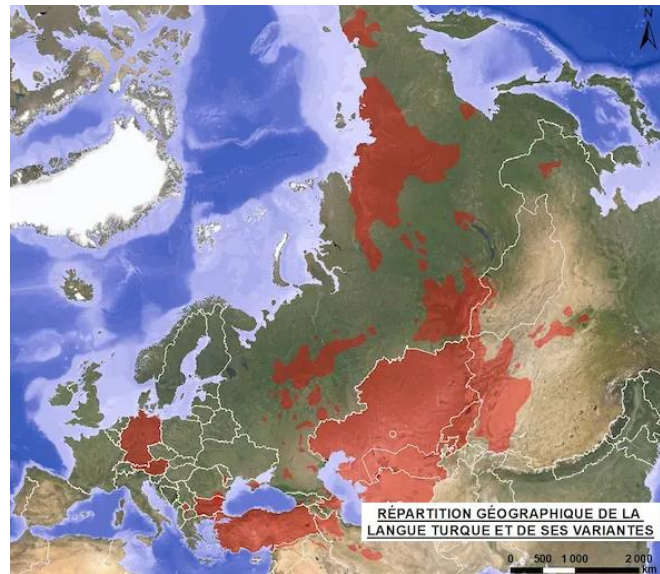 N
RÉPARTITION GÉOGRAPHIQUE DE LA
LANGUE TURQUE ET DE SES VARIANTES
0 500 1 000 2 000
km